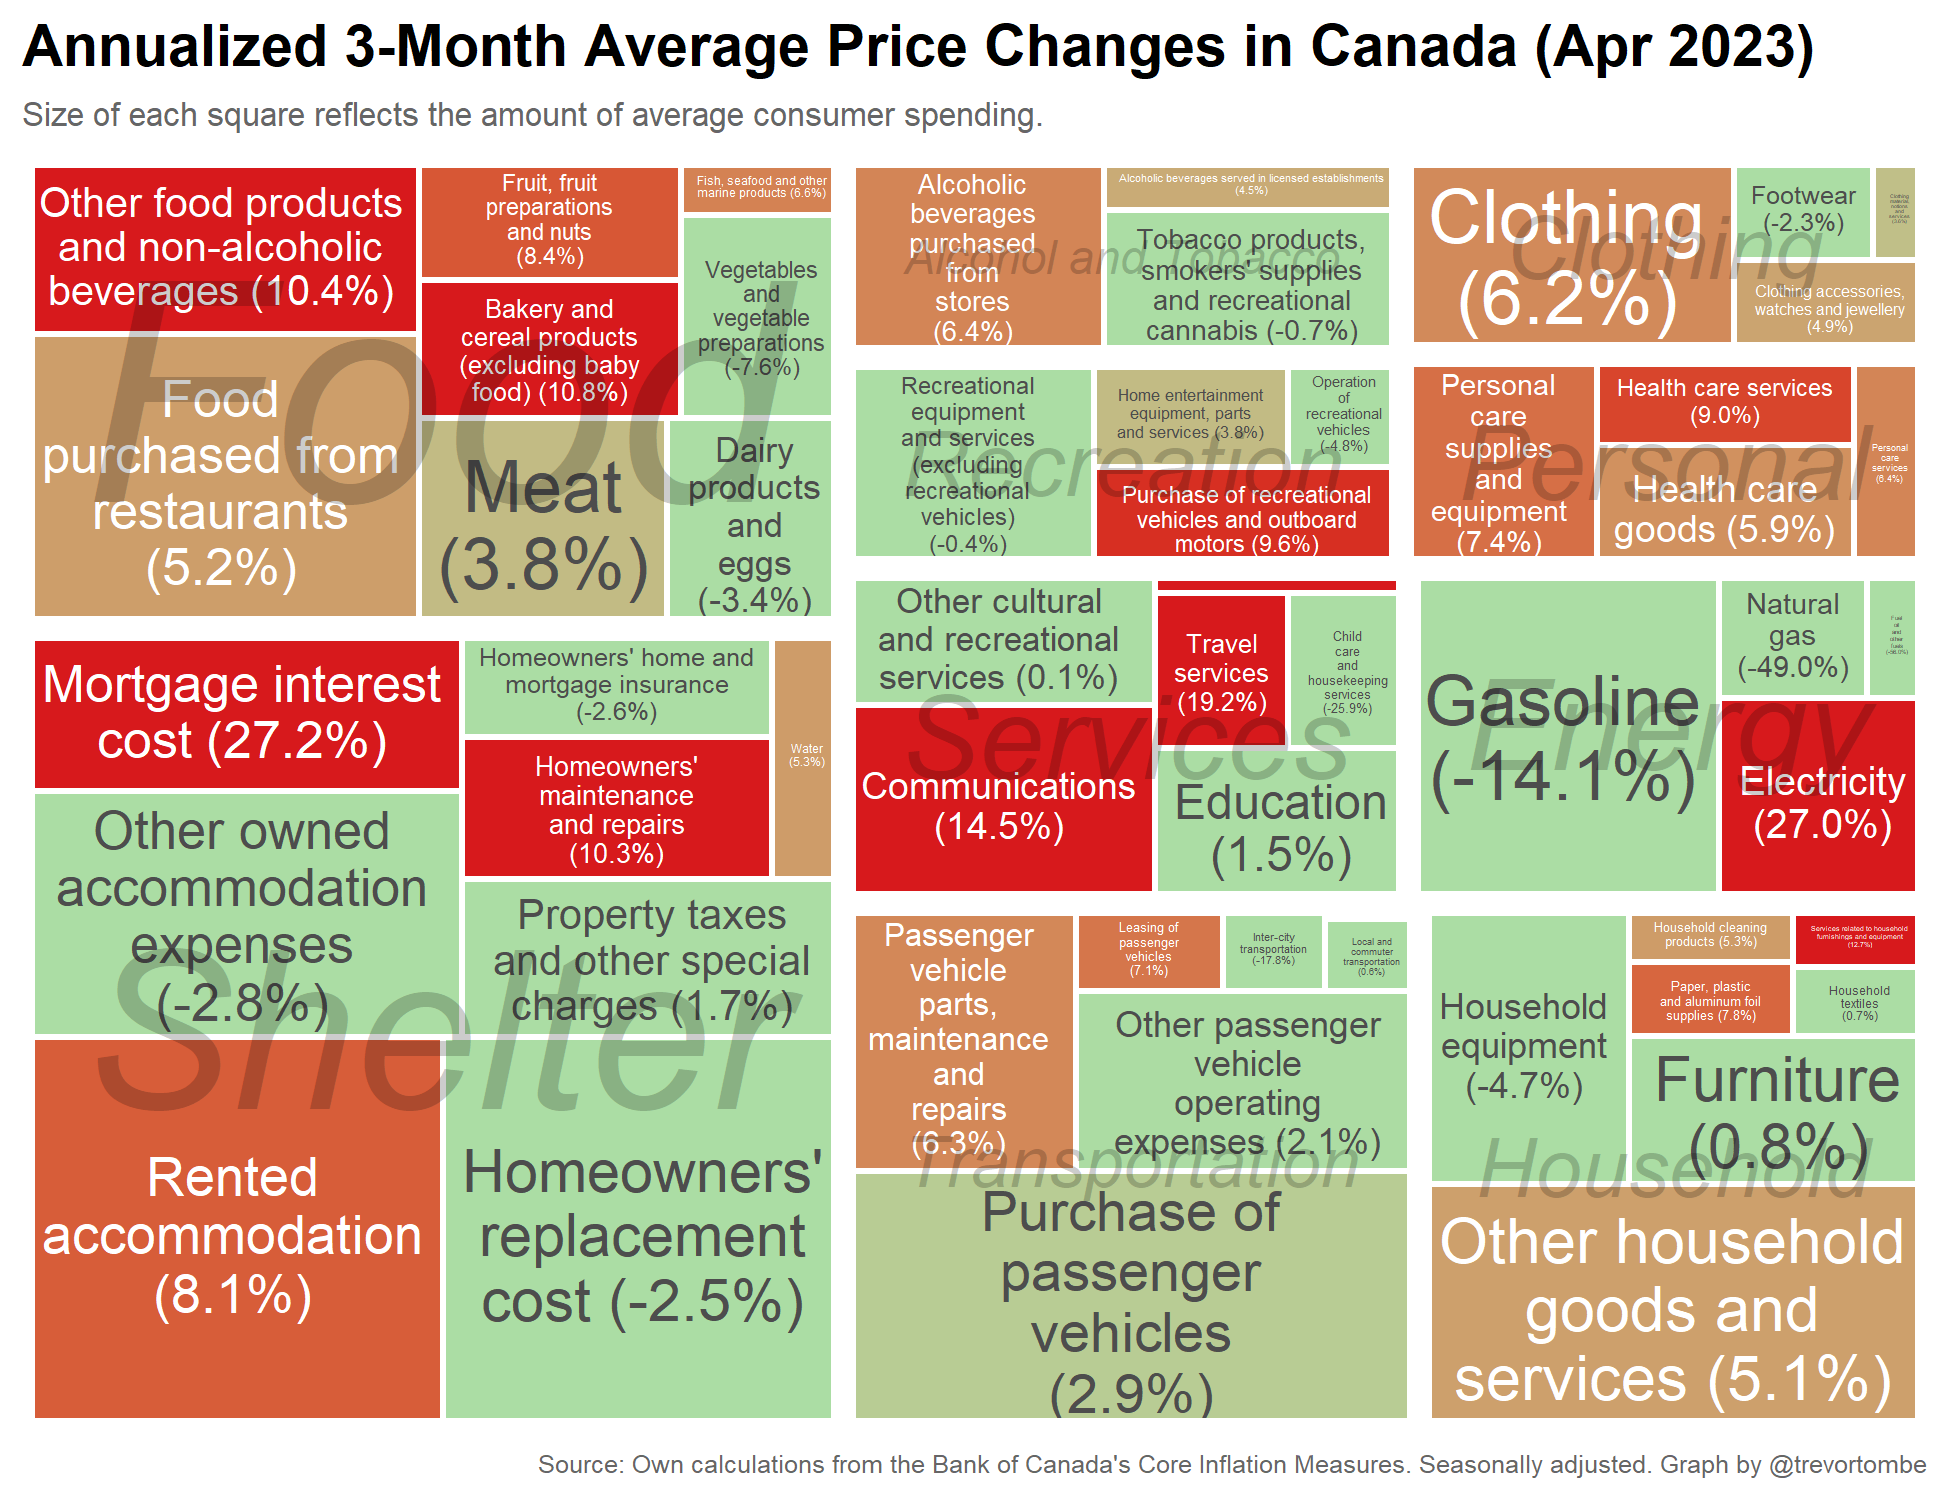 Annualized 3-Month Average Price Changes in Canada (Apr 2023)
Size of each square reflects the amount of average consumer spending.
Other food products
and non-alcoholic
beverages (10.4%)
Fruit, fruit
preparations
and nuts
(8.4%)
Fish, seafood and other
marine products (6.6%)
Bakery and
cereal products
(excluding baby
food) (10.8%)
Vegetables
and
vegetable
preparations
(-7.6%)
Food
purchased from
restaurants
(5.2%)
Meat
(3.8%)
Dairy
products
and
eggs
(-3.4%)
Food
Alcoholic
beverages
purchased
from
stores
(6.4%)
Alcoholic beverages served in licensed establishments
(4.5%)
Tobacco products,
smokers' supplies
and recreational
cannabis (-0.7%)
Alcohol and Tobacco
Clothing
(6.2%)
Footwear
(-2.3%)
Clothing
material,
notions
and
services
Clothing accessories,
watches and jewellery
(4.9%)
Clothing
Recreational
equipment
and services
(excluding
recreational
vehicles)
(-0.4%)
Home entertainment
equipment, parts
and services (3.8%)
Operation
of
recreational
vehicles
(-4.8%)
Purchase of recreational
vehicles and outboard
motors (9.6%)
Recreation
Personal
care
supplies
and
equipment
(7.4%)
Health care services
(9.0%)
Health care
goods (5.9%)
Personal
care
services
(6.4%)
Personal
Mortgage interest
cost (27.2%)
Homeowners' home and
mortgage insurance
(-2.6%)
Water
(5.3%)
Homeowners'
maintenance
and repairs
(10.3%)
Other owned
accommodation
expenses
(-2.8%)
Property taxes
and other special
charges (1.7%)
Rented
accommodation
(8.1%)
Homeowners'
replacement
cost (-2.5%)
Shelter
Other cultural
and recreational
services (0.1%)
Travel
services
(19.2%)
Child
care
and
housekeeping
services
(-25.9%)
Communications
(14.5%)
Education
(1.5%)
Services
Gasoline
(-14.1%)
Natural
gas
(-49.0%)
Fuel
oil
and
other
fuels
Electricity
(27.0%)
Energy
Passenger
vehicle
parts,
maintenance
and
repairs
(6.3%)
Leasing of
passenger
vehicles
(7.1%)
Inter-city
transportation
(-17.8%)
Local and
commuter
transportation
(0.6%)
Other passenger
vehicle
operating
expenses (2.1%)
Purchase of
passenger
vehicles
(2.9%)
Transportation
Household
equipment
(-4.7%)
Household cleaning
products (5.3%)
Services related to household
furnishings and equipment
(12.7%)
Paper, plastic
and aluminum foil
supplies (7.8%)
Household
textiles
(0.7%)
Furniture
(0.8%)
Other household
goods and
services (5.1%)
Household
Source: Own calculations from the Bank of Canada's Core Inflation Measures. Seasonally adjusted. Graph by @trevortombe